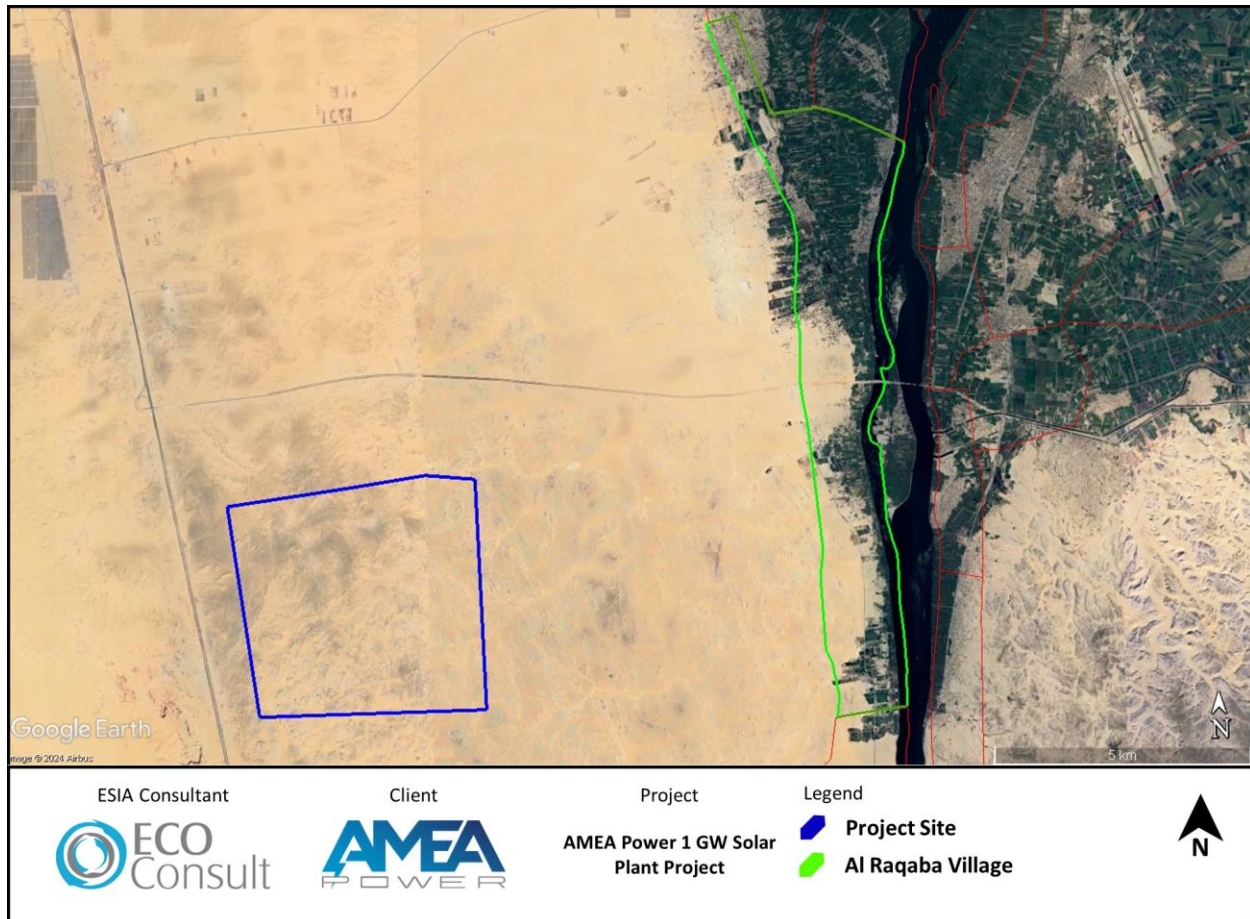 Google Earth
mage © 2024 Airbus
N
5 km
ESIA Consultant
Client
Project
Legend
ECO
Consult
AMEA
POWER
AMEA Power 1 GW Solar
Plant Project
Project Site
Al Raqaba Village
N